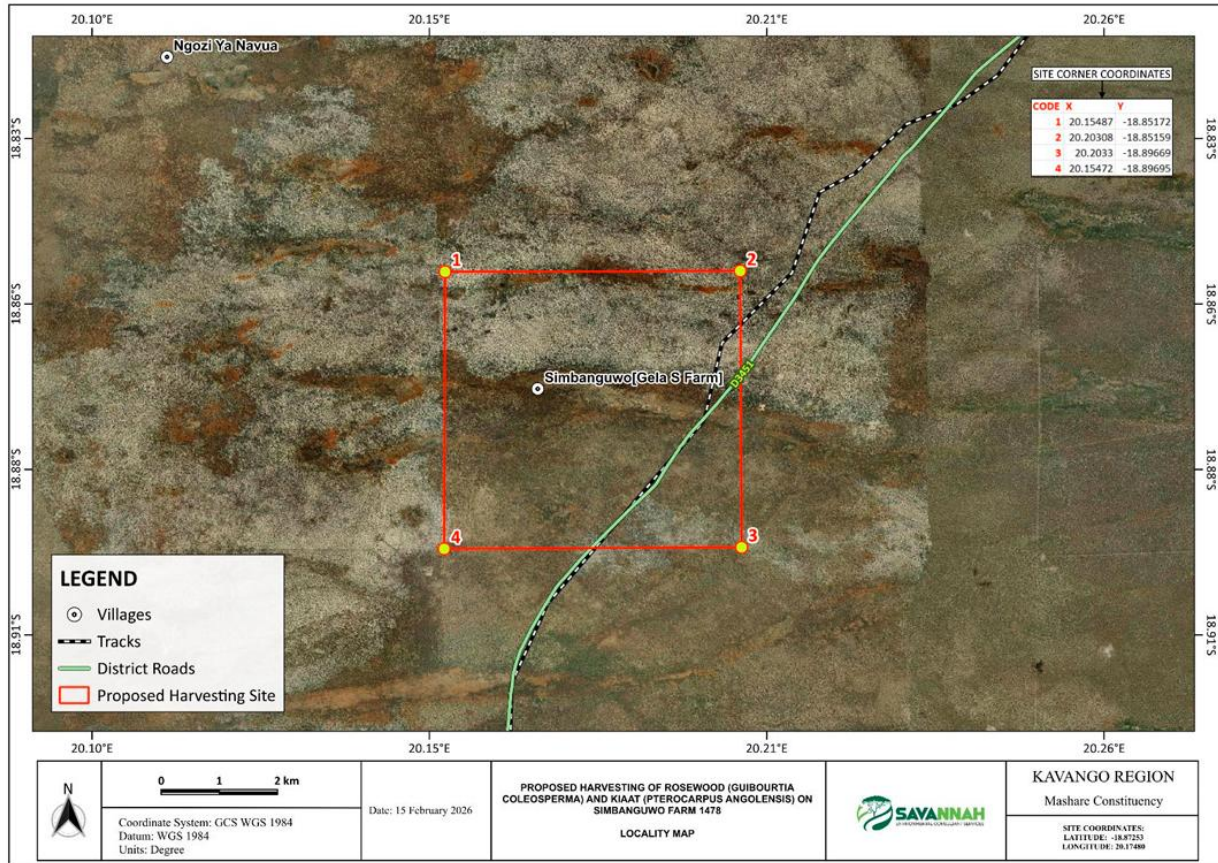 20.10°E
20.15°E
20.21°E
20.26°E
Ngozi Ya Navua
SITE CORNER COORDINATES
CODE X Y
1 20.15487 -18.85172
2 20.20308 -18.85159
3 20.2033 -18.89669
4 20.15472 -18.89695
18.83°S
18.83°S
1
2
18.86°S
18.86°S
Simbanguwo[Gela S Farm]
D3451
18.88°S
18.88°S
4
3
LEGEND
Villages
Tracks
District Roads
Proposed Harvesting Site
18.91°S
18.91°S
20.10°E
20.15°E
20.21°E
20.26°E
N
0 1 2 km
Coordinate System: GCS WGS 1984
Datum: WGS 1984
Units: Degree
Date: 15 February 2026
PROPOSED HARVESTING OF ROSEWOOD (GUIBOURTIA
COLEOSPERMA) AND KIAAT (PTEROCARPUS ANGOLENSIS) ON
SIMBANGUWO FARM 1478
LOCALITY MAP
SAVANNAH
ENVIRONMENTAL CONSULTANT SERVICES
KAVANGO REGION
Mashare Constituency
SITE COORDINATES:
LATITUDE: -18.87253
LONGITUDE: 20.17480